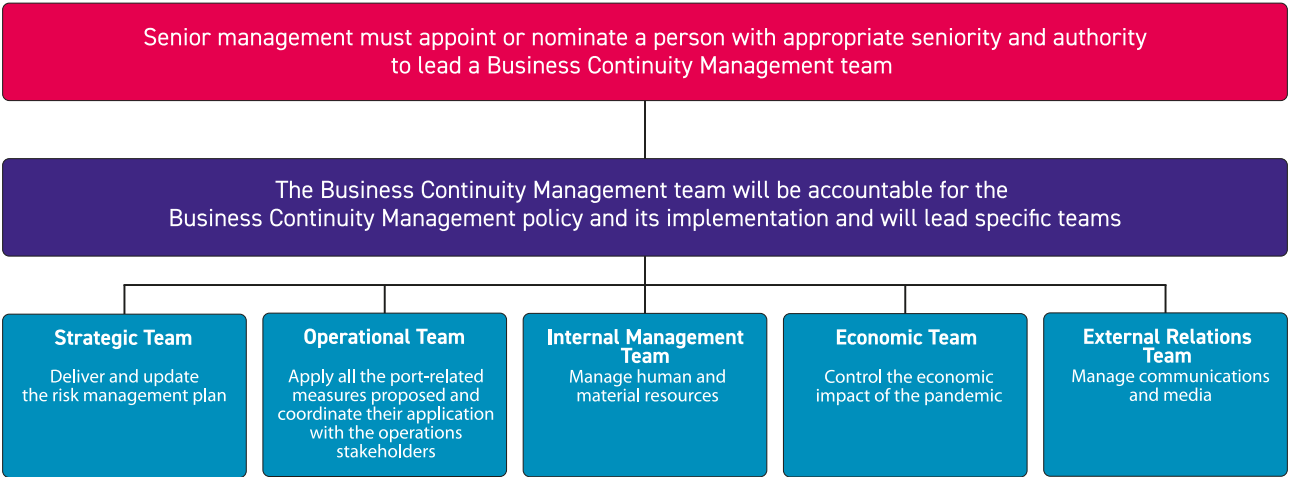 Senior management must appoint or nominate a person with appropriate seniority and authority
to lead a Business Continuity Management team
The Business Continuity Management team will be accountable for the
Business Continuity Management policy and its implementation and will lead specific teams
Strategic Team
Deliver and update
the risk management plan
Operational Team
Apply all the port-related
measures proposed and
coordinate their application
with the operations
stakeholders
Internal Management
Team
Manage human and
material resources
Economic Team
Control the economic
impact of the pandemic
External Relations
Team
Manage communications
and media